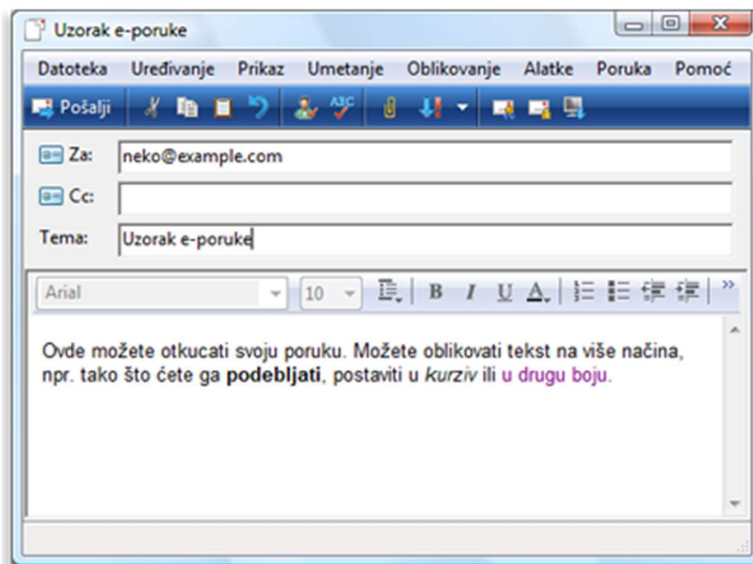 Uzorak e-poruke
Datoteka Uređivanje Prikaz Umetanje Oblikovanje Alatke Poruka Pomoć
Pošalji ABC
Za: neko@example.com
Cc:
Tema: Uzorak e-poruke
Arial 10 B I U A
Ovde možete otkucati svoju poruku. Možete oblikovati tekst na više načina,
npr. tako što ćete ga podebljati, postaviti u kurziv ili u drugu boju.